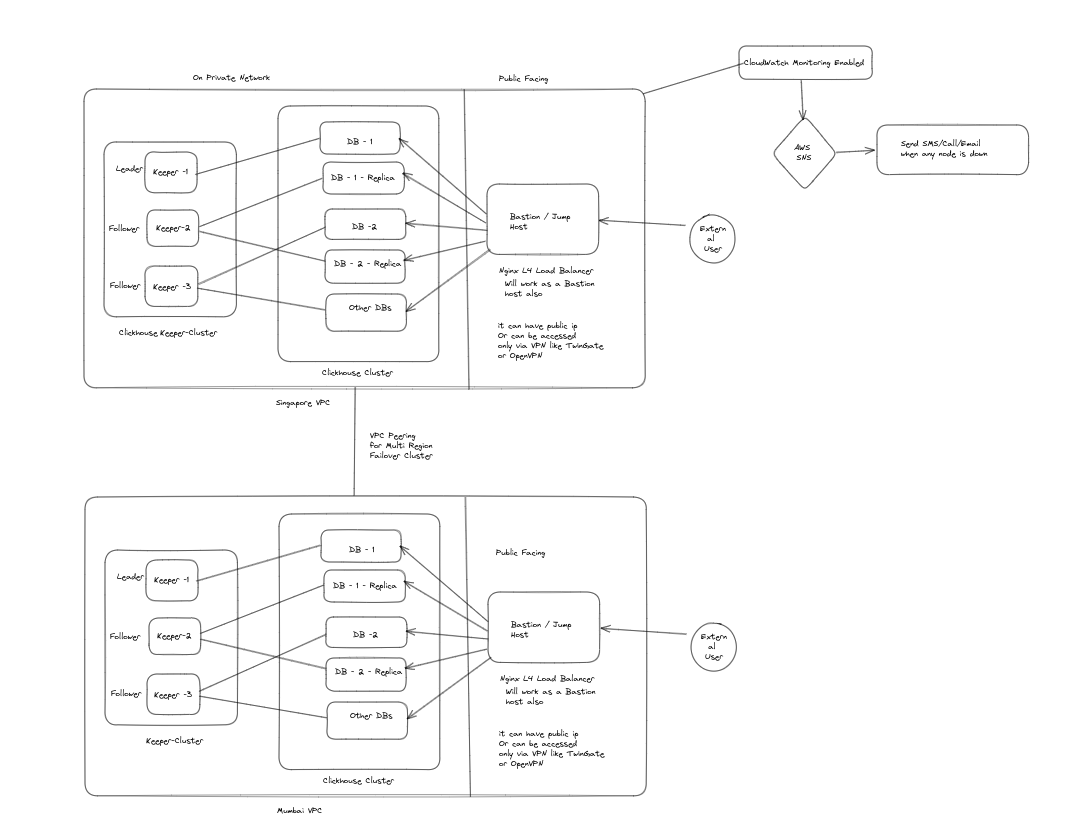 CloudWatch Monitoring Enabled
On Private Network
Public Facing
AWS
SNS
Send SMS/Call/Email
when any node is down
Leader
Keeper -1
Follower
Keeper-2
Follower
Keeper -3
Clickhouse Keeper-Cluster
DB - 1
DB - 1 - Replica
DB -2
DB - 2 - Replica
Other DBs
Clickhouse Cluster
Bastion / Jump
Host
Nginx L4 Load Balancer
Will work as a Bastion
host also
it can have public ip
Or can be accessed
only via VPN like TwinGate
or OpenVPN
Extern
al
User
Singapore VPC
VPC Peering
for Multi Region
Failover Cluster
Leader
Keeper -1
Follower
Keeper-2
Follower
Keeper -3
Keeper-Cluster
DB - 1
DB - 1 - Replica
DB -2
DB - 2 - Replica
Other DBs
Clickhouse Cluster
Public Facing
Bastion / Jump
Host
Nginx L4 Load Balancer
Will work as a Bastion
host also
it can have public ip
Or can be accessed
only via VPN like TwinGate
or OpenVPN
Extern
al
User
Mumbai VPC